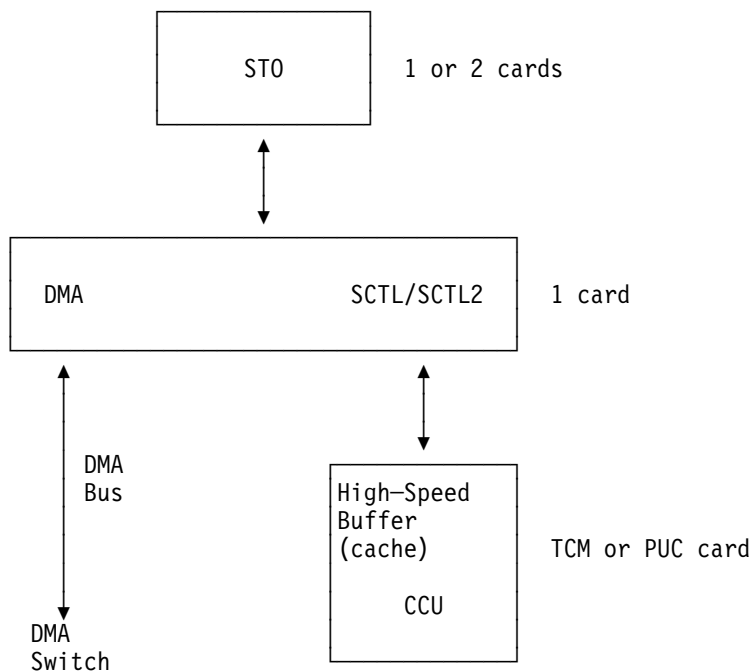 STO 1 or 2 cards
DMA SCTL/SCTL2 1 card
DMA
Bus
High—Speed
Buffer
(cache)
TCM or PUC card
CCU
DMA
Switch